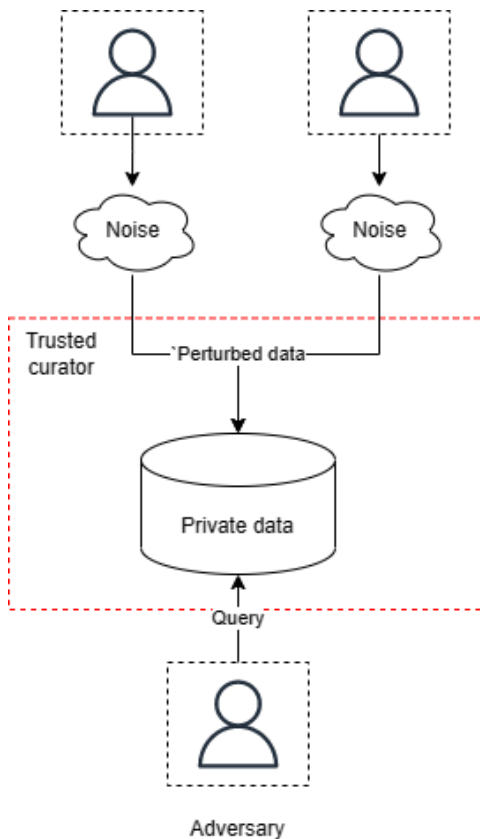 Noise
Noise
Trusted
curator
`Perturbed data
Private data
Query
Adversary